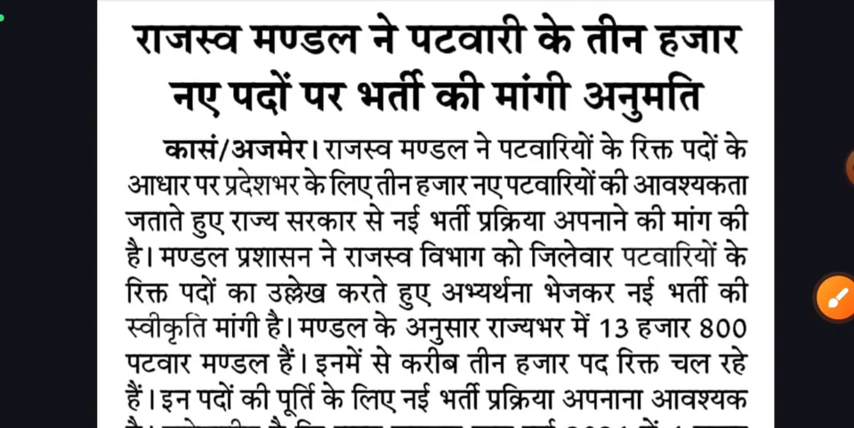 राजस्व मण्डल ने पटवारी के तीन हजार
नए पदों पर भर्ती की मांगी अनुमति
कासं/अजमेर। राजस्व मण्डल ने पटवारियों के रिक्त पदों के
आधार पर प्रदेशभर के लिए तीन हजार नए पटवारियों की आवश्यकता
जताते हुए राज्य सरकार से नई भर्ती प्रक्रिया अपनाने की मांग की
है। मण्डल प्रशासन ने राजस्व विभाग को जिलेवार पटवारियों के
रिक्त पदों का उल्लेख करते हुए अभ्यर्थना भेजकर नई भर्ती की
स्वीकृति मांगी है। मण्डल के अनुसार राज्यभर में 13 हजार 800
पटवार मण्डल हैं। इनमें से करीब तीन हजार पद रिक्त चल रहे
हैं। इन पदों की पूर्ति के लिए नई भर्ती प्रक्रिया अपनाना आवश्यक